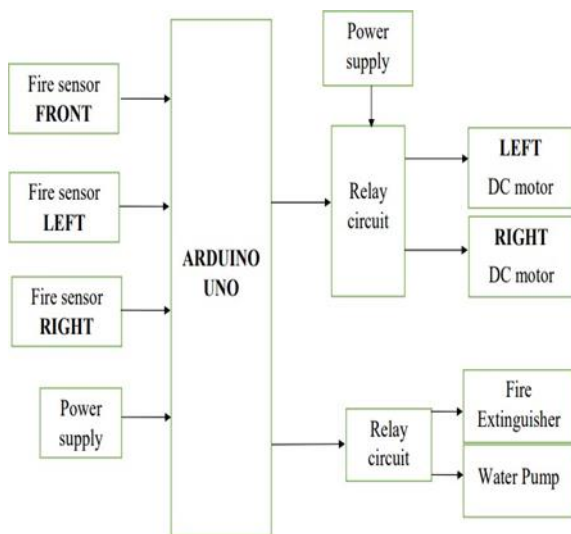 Fire sensor
FRONT
Fire sensor
LEFT
Fire sensor
RIGHT
Power
supply
ARDUINO
UNO
Power
supply
Relay
circuit
LEFT
DC motor
RIGHT
DC motor
Relay
circuit
Fire
Extinguisher
Water Pump